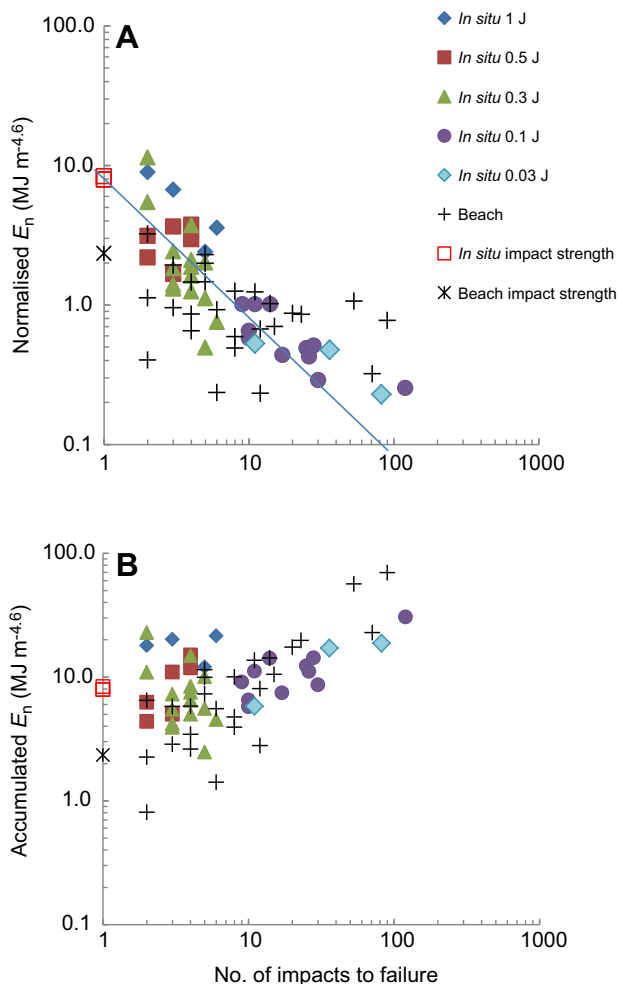 A
Normalised Eₙ (MJ m⁻⁴·⁶)
100.0
10.0
1.0
0.1
1 10 100 1000
In situ 1 J
In situ 0.5 J
In situ 0.3 J
In situ 0.1 J
In situ 0.03 J
Beach
In situ impact strength
Beach impact strength
B
Accumulated Eₙ (MJ m⁻⁴·⁶)
100.0
10.0
1.0
0.1
1 10 100 1000
No. of impacts to failure